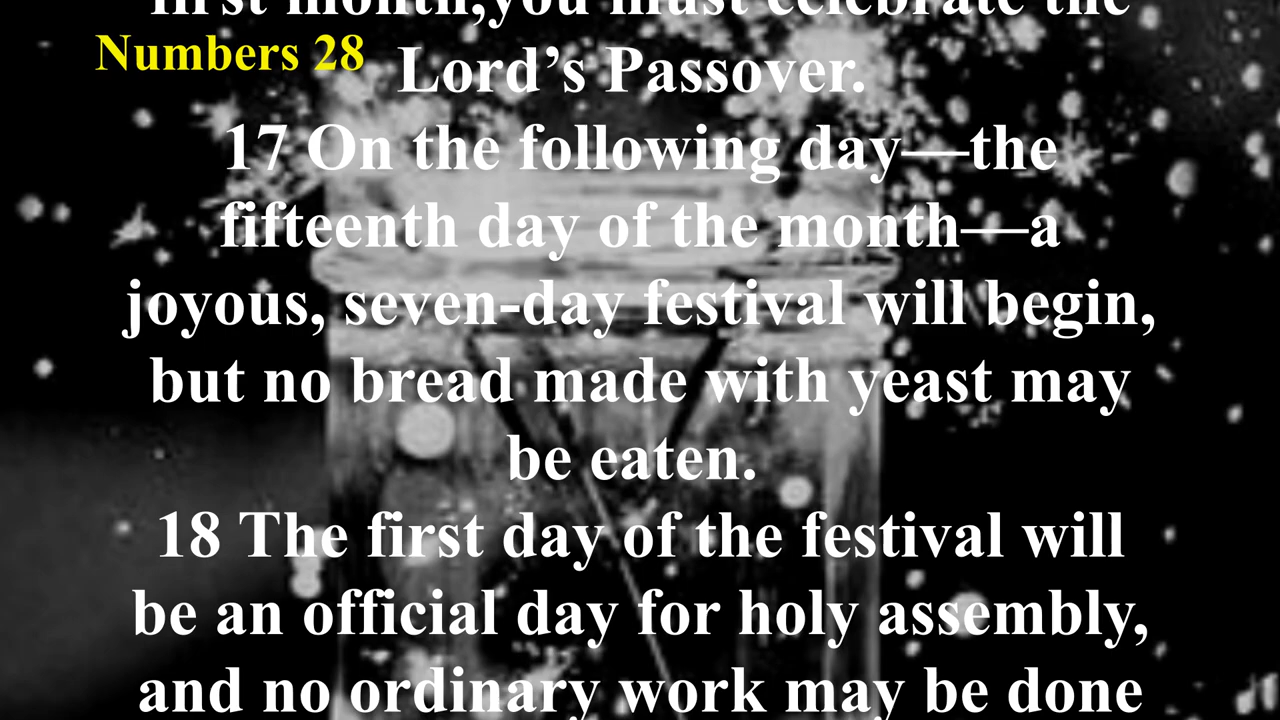 first month,you must celebrate the
Numbers 28
Lord’s Passover.
17 On the following day—the
fifteenth day of the month—a
joyous, seven-day festival will begin,
but no bread made with yeast may
be eaten.
18 The first day of the festival will
be an official day for holy assembly,
and no ordinary work may be done